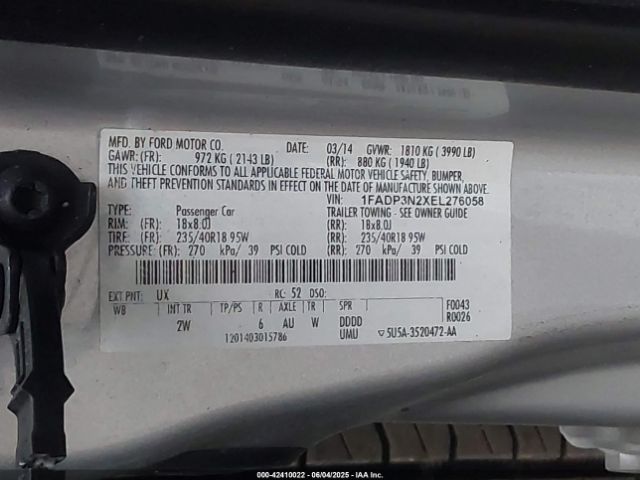 MFD. BY FORD MOTOR CO. DATE: 03/14 GVWR: 1810 KG ( 3990 LB)
GAWR: (FR): 972 KG ( 2143 LB) (RR): 880 KG ( 1940 LB)
THIS VEHICLE CONFORMS TO ALL APPLICABLE FEDERAL MOTOR VEHICLE SAFETY, BUMPER,
AND THEFT PREVENTION STANDARDS IN EFFECT ON THE DATE OF MANUFACTURE SHOWN ABOVE.
VIN: 1FADP3N2XEL276058
TYPE: Passenger Car TRAILER TOWING - SEE OWNER GUIDE
RIM: (FR): 18x8.0J (RR): 18x8.0J
TIRE: (FR): 235/40R18 95W (RR): 235/40R18 95W
PRESSURE: (FR): 270 kPa/ 39 PSI COLD (RR): 270 kPa/ 39 PSI COLD
EXT PNT: UX RC: 52 DSO:
WB INT TR TP/PS R AXLE TR SPR F0043
2W 6 AU W DDDD R0026
UMU
1201403015786 5U5A-3520472-AA
000-42410022 - 06/04/2025 - IAAI